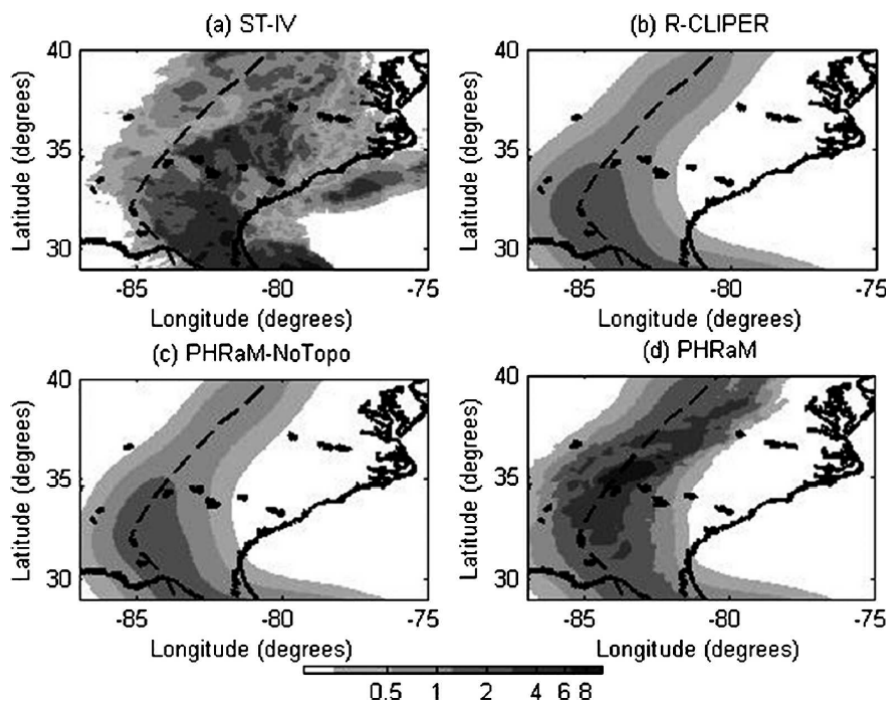 (a) ST-IV
(b) R-CLIPER
40
35
30
Latitude (degrees)
-85
-80
-75
Longitude (degrees)
40
35
30
Latitude (degrees)
-85
-80
-75
Longitude (degrees)
(c) PHRaM-NoTopo
(d) PHRaM
40
35
30
Latitude (degrees)
-85
-80
-75
Longitude (degrees)
40
35
30
Latitude (degrees)
-85
-80
-75
Longitude (degrees)
0.5 1 2 4 6 8